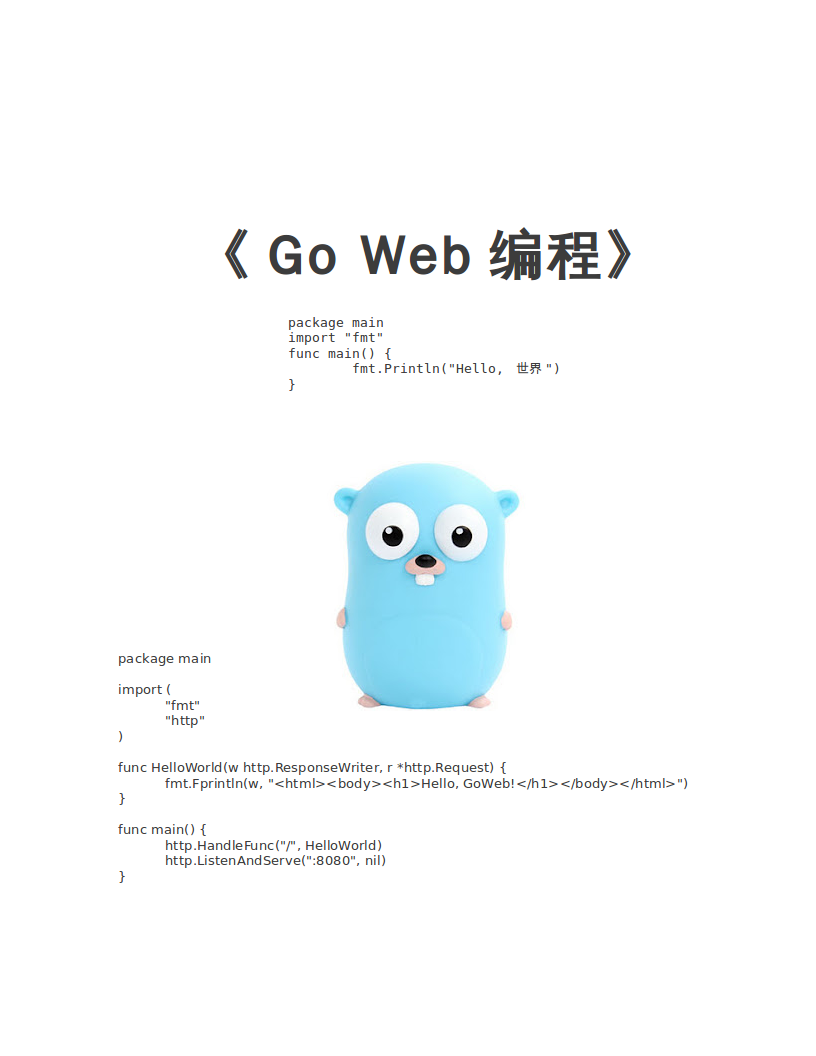 《 Go Web 编程》
package main
import "fmt"
func main() {
        fmt.Println("Hello, 世界 ")
}
package main
import (
        "fmt"
        "http"
)
func HelloWorld(w http.ResponseWriter, r *http.Request) {
        fmt.Fprintln(w, "<html><body><h1>Hello, GoWeb!</h1></body></html>")
}
func main() {
        http.HandleFunc("/", HelloWorld)
        http.ListenAndServe(":8080", nil)
}